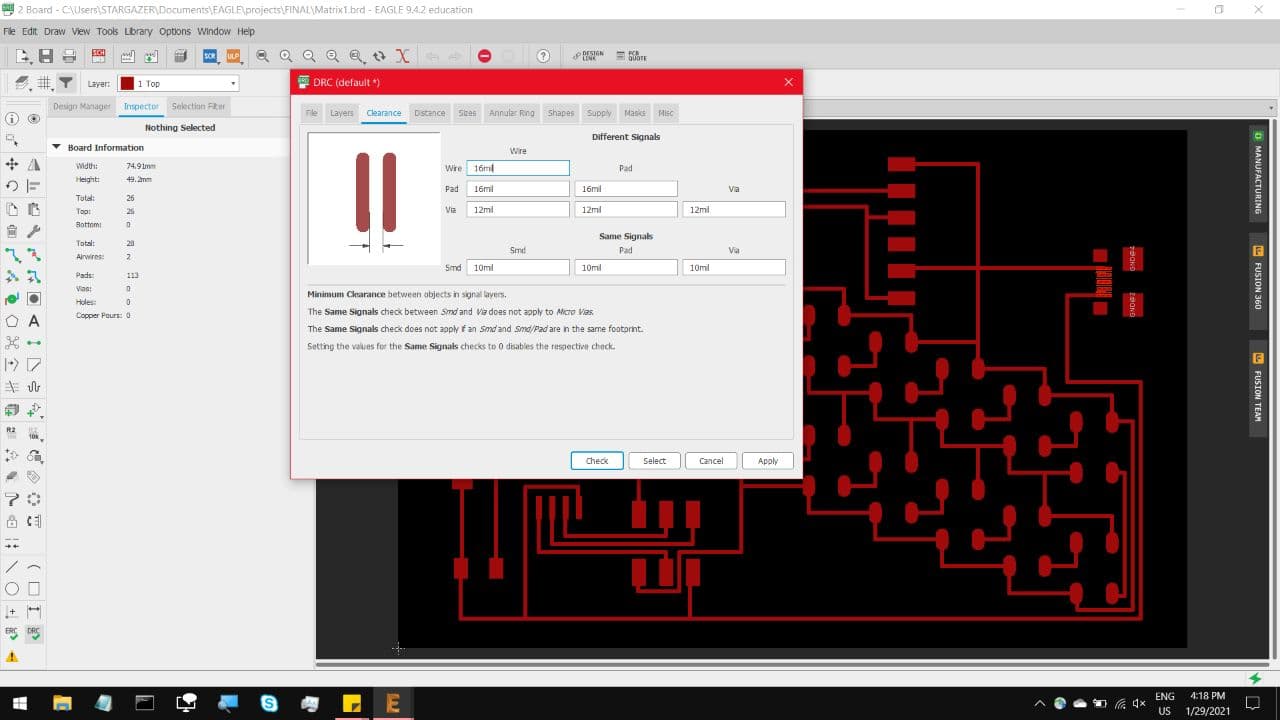 2 Board - C:\Users\STARGAZER\Documents\EAGLE\projects\FINAL\Matrix1.brd - EAGLE 9.4.2 education
File Edit Draw View Tools Library Options Window Help
SCH SCR ULP ? DESIGN LINK PCB QUOTE
Layer: 1 Top
Design Manager Inspector Selection Filter
Nothing Selected
Board Information
Width: 74.91mm
Height: 49.2mm
Total: 26
Top: 26
Bottom: 0
Total: 28
Airwires: 2
Pads: 113
Vias: 0
Holes: 0
Copper Pours: 0
R2
10k
ERC DRC
DRC (default *)
File Layers Clearance Distance Sizes Annular Ring Shapes Supply Masks Misc
Different Signals
Wire
Wire 16mil Pad
Pad 16mil 16mil Via
Via 12mil 12mil 12mil
Same Signals
Smd Pad Via
Smd 10mil 10mil 10mil
Minimum Clearance between objects in signal layers.
The Same Signals check between Smd and Via does not apply to Micro Vias.
The Same Signals check does not apply if an Smd and Smd/Pad are in the same footprint.
Setting the values for the Same Signals checks to 0 disables the respective check.
Check Select Cancel Apply
MANUFACTURING
FUSION 360
FUSION TEAM
ENG
US
4:18 PM
1/29/2021